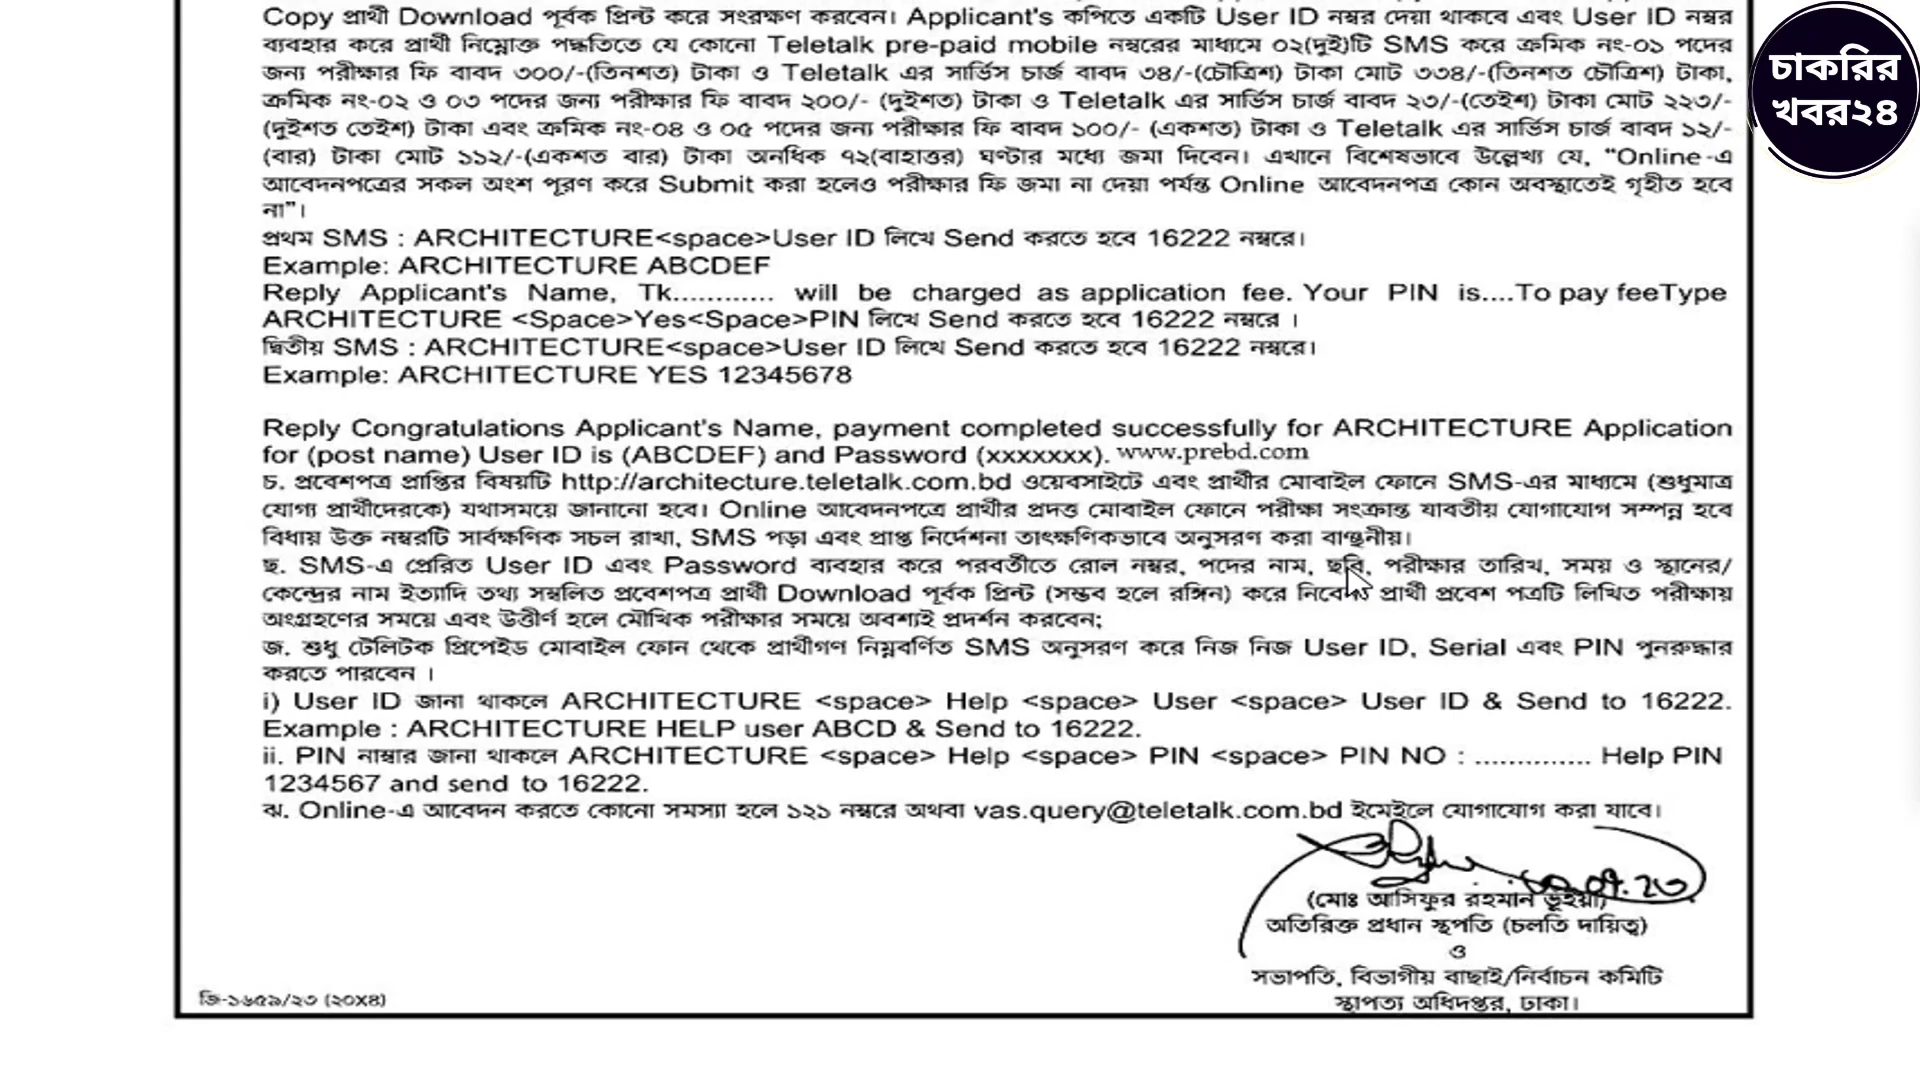 Copy প্রার্থী Download পূর্বক প্রিন্ট করে সংরক্ষণ করবেন। Applicant's কপিতে একটি User ID নম্বর দেয়া থাকবে এবং User ID নম্বর
ব্যবহার করে প্রার্থী নিম্নোক্ত পদ্ধতিতে যে কোনো Teletalk pre-paid mobile নম্বরের মাধ্যমে ০২(দুই)টি SMS করে ক্রমিক নং-০১ পদের
জন্য পরীক্ষার ফি বাবদ ৩০০/-(তিনশত) টাকা ও Teletalk এর সার্ভিস চার্জ বাবদ ৩৪/-(চৌত্রিশ) টাকা মোট ৩৩৪/-(তিনশত চৌত্রিশ) টাকা,
ক্রমিক নং-০২ ও ০৩ পদের জন্য পরীক্ষার ফি বাবদ ২০০/- (দুইশত) টাকা ও Teletalk এর সার্ভিস চার্জ বাবদ ২৩/-(তেইশ) টাকা মোট ২২৩/-
(দুইশত তেইশ) টাকা এবং ক্রমিক নং-০৪ ও ০৫ পদের জন্য পরীক্ষার ফি বাবদ ১০০/- (একশত) টাকা ও Teletalk এর সার্ভিস চার্জ বাবদ ১২/-
(বার) টাকা মোট ১১২/-(একশত বার) টাকা অনধিক ৭২(বাহাত্তর) ঘণ্টার মধ্যে জমা দিবেন। এখানে বিশেষভাবে উল্লেখ্য যে, “Online-এ
আবেদনপত্রের সকল অংশ পূরণ করে Submit করা হলেও পরীক্ষার ফি জমা না দেয়া পর্যন্ত Online আবেদনপত্র কোন অবস্থাতেই গৃহীত হবে
না”।
প্রথম SMS : ARCHITECTURE<space>User ID লিখে Send করতে হবে 16222 নম্বরে।
Example: ARCHITECTURE ABCDEF
Reply Applicant's Name, Tk............ will be charged as application fee. Your PIN is....To pay feeType
ARCHITECTURE <Space>Yes<Space>PIN লিখে Send করতে হবে 16222 নম্বরে ।
দ্বিতীয় SMS : ARCHITECTURE<space>User ID লিখে Send করতে হবে 16222 নম্বরে।
Example: ARCHITECTURE YES 12345678
Reply Congratulations Applicant's Name, payment completed successfully for ARCHITECTURE Application
for (post name) User ID is (ABCDEF) and Password (xxxxxxx). www.prebd.com
চ. প্রবেশপত্র প্রাপ্তির বিষয়টি http://architecture.teletalk.com.bd ওয়েবসাইটে এবং প্রার্থীর মোবাইল ফোনে SMS-এর মাধ্যমে (শুধুমাত্র
যোগ্য প্রার্থীদেরকে) যথাসময়ে জানানো হবে। Online আবেদনপত্রে প্রার্থীর প্রদত্ত মোবাইল ফোনে পরীক্ষা সংক্রান্ত যাবতীয় যোগাযোগ সম্পন্ন হবে
বিধায় উক্ত নম্বরটি সার্বক্ষণিক সচল রাখা, SMS পড়া এবং প্রাপ্ত নির্দেশনা তাৎক্ষণিকভাবে অনুসরণ করা বাঞ্ছনীয়।
ছ. SMS-এ প্রেরিত User ID এবং Password ব্যবহার করে পরবর্তীতে রোল নম্বর, পদের নাম, ছবি, পরীক্ষার তারিখ, সময় ও স্থানের/
কেন্দ্রের নাম ইত্যাদি তথ্য সম্বলিত প্রবেশপত্র প্রার্থী Download পূর্বক প্রিন্ট (সম্ভব হলে রঙ্গিন) করে নিবেন। প্রার্থী প্রবেশ পত্রটি লিখিত পরীক্ষায়
অংগ্রহণের সময়ে এবং উত্তীর্ণ হলে মৌখিক পরীক্ষার সময়ে অবশ্যই প্রদর্শন করবেন;
জ. শুধু টেলিটক প্রিপেইড মোবাইল ফোন থেকে প্রার্থীগণ নিম্নবর্ণিত SMS অনুসরণ করে নিজ নিজ User ID, Serial এবং PIN পুনরুদ্ধার
করতে পারবেন ।
i) User ID জানা থাকলে ARCHITECTURE <space> Help <space> User <space> User ID & Send to 16222.
Example : ARCHITECTURE HELP user ABCD & Send to 16222.
ii. PIN নাম্বার জানা থাকলে ARCHITECTURE <space> Help <space> PIN <space> PIN NO : .............. Help PIN
1234567 and send to 16222.
ঝ. Online-এ আবেদন করতে কোনো সমস্যা হলে ১২১ নম্বরে অথবা vas.query@teletalk.com.bd ইমেইলে যোগাযোগ করা যাবে।
(মোঃ আসিফুর রহমান ভূইয়া)
অতিরিক্ত প্রধান স্থপতি (চলতি দায়িত্ব)
ও
সভাপতি, বিভাগীয় বাছাই/নির্বাচন কমিটি
স্থাপত্য অধিদপ্তর, ঢাকা।
জি-১৬৫৯/২৩ (২০X৪)
চাকরির
খবর২৪